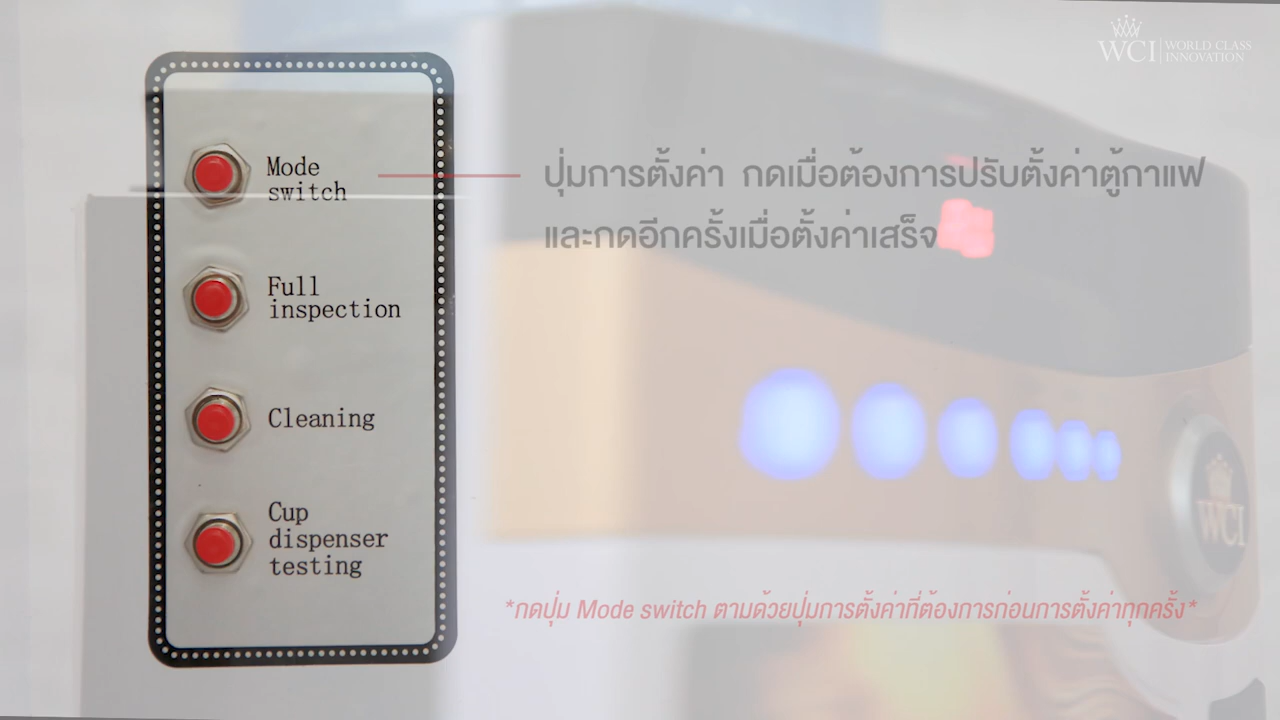 WCI WORLD CLASS
INNOVATION
Mode
switch
ปุ่มการตั้งค่า กดเมื่อต้องการปรับตั้งค่าตู้กาแฟ
และกดอีกครั้งเมื่อตั้งค่าเสร็จ
Full
inspection
Cleaning
Cup
dispenser
testing
WCI
*กดปุ่ม Mode switch ตามด้วยปุ่มการตั้งค่าที่ต้องการก่อนการตั้งค่าทุกครั้ง*